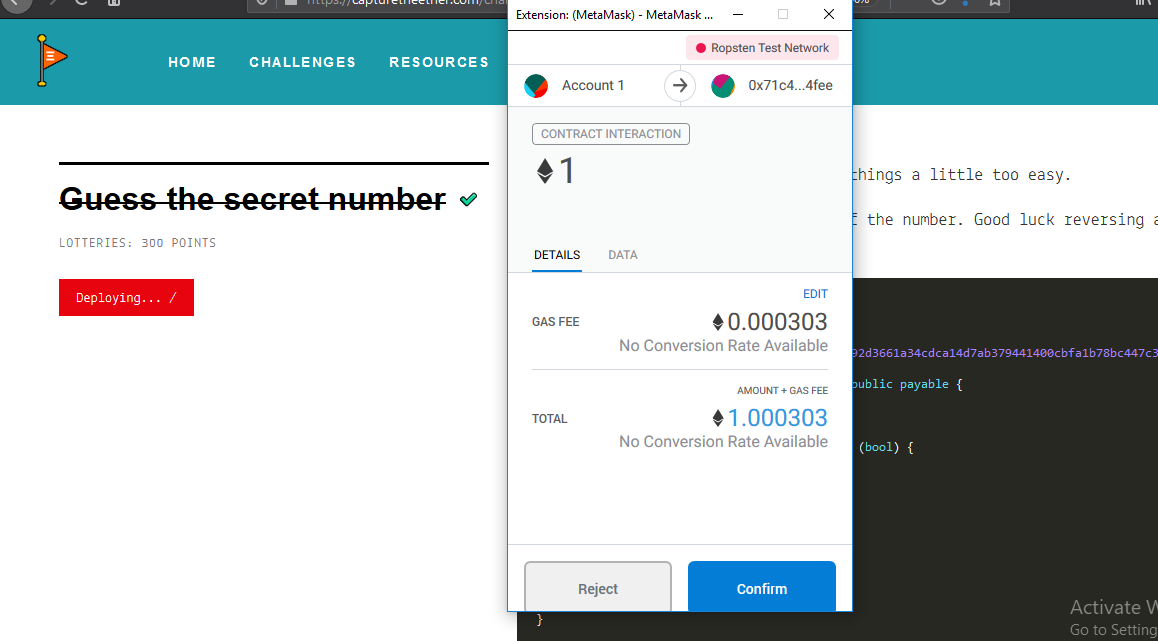 https://capturetheether.com/cha
0%
Extension: (MetaMask) - MetaMask ...
HOME CHALLENGES RESOURCES
Ropsten Test Network
Account 1
0x71c4...4fee
CONTRACT INTERACTION
1
DETAILS DATA
EDIT
GAS FEE 0.000303
No Conversion Rate Available
AMOUNT + GAS FEE
TOTAL 1.000303
No Conversion Rate Available
Reject Confirm
Guess the secret number
LOTTERIES: 300 POINTS
Deploying... /
things a little too easy.
f the number. Good luck reversing a
92d3661a34cdca14d7ab379441400cbfa1b78bc447c3
public payable {
(bool) {
}
Activate W
Go to Setting